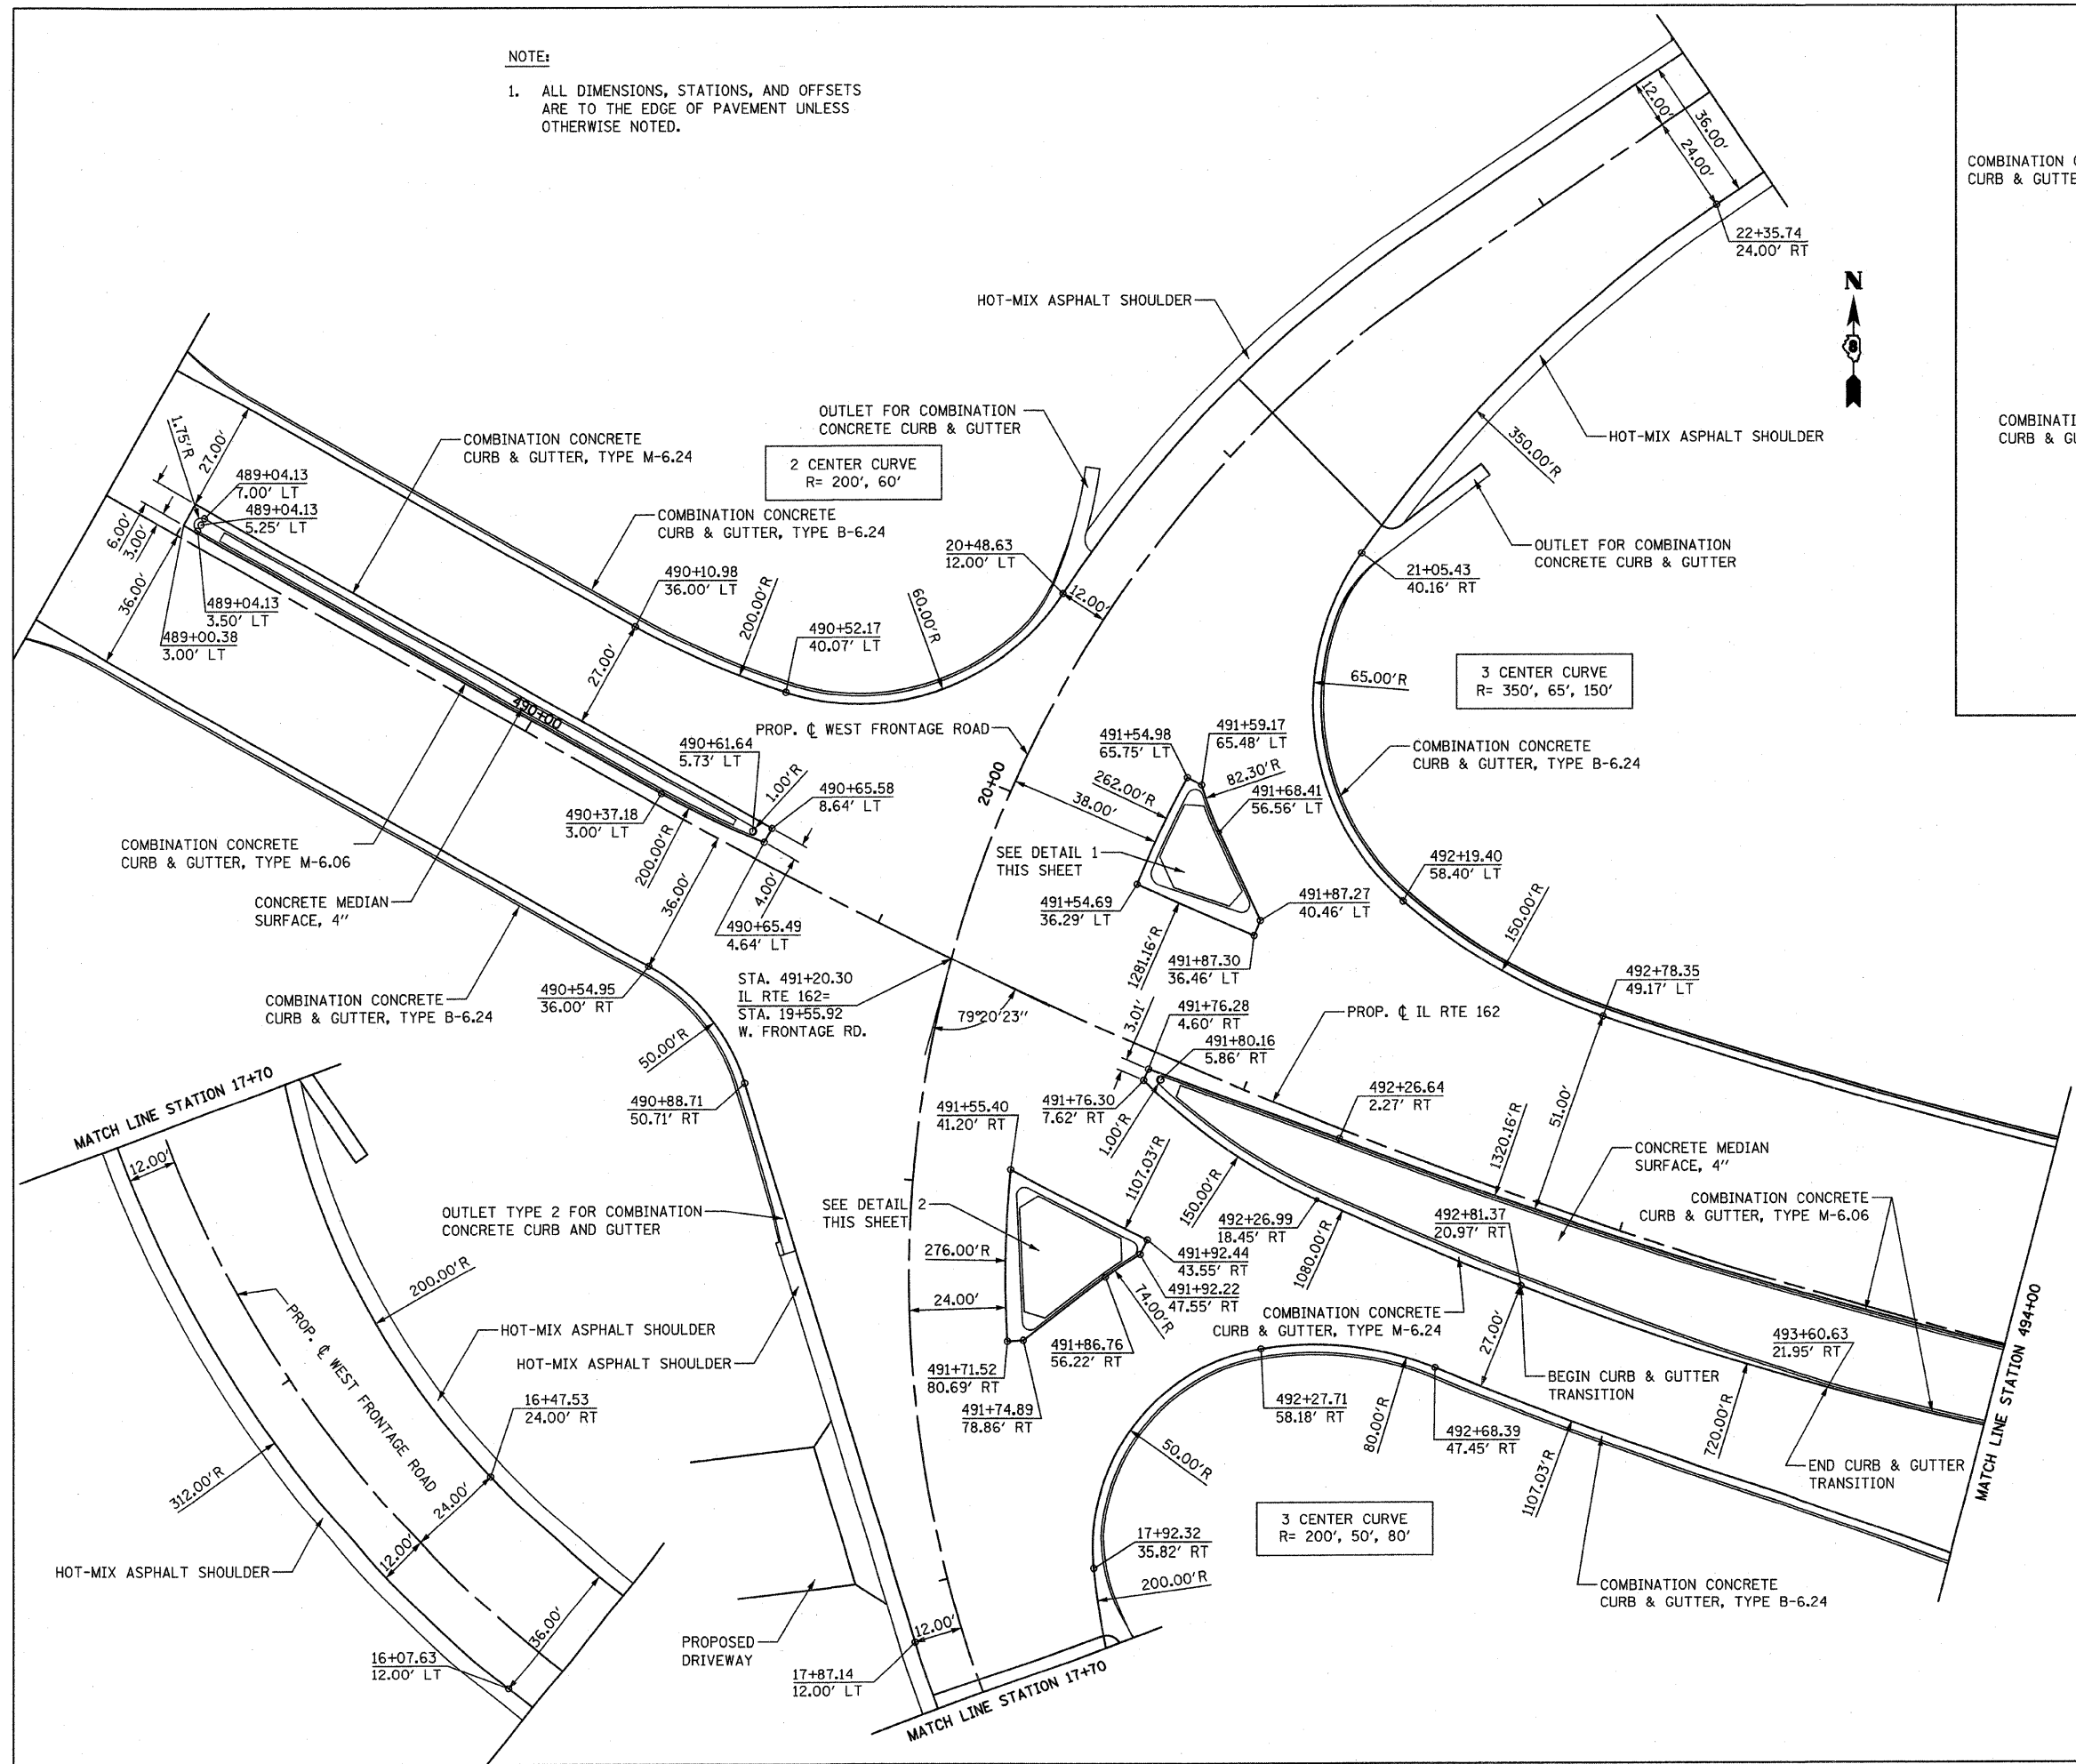 NOTE:
1. ALL DIMENSIONS, STATIONS, AND OFFSETS
ARE TO THE EDGE OF PAVEMENT UNLESS
OTHERWISE NOTED.
12.00'
36.00'
24.00'
22+35.74
24.00' RT
N
8
COMBINATION
CURB &
COMBINATI
CURB &
HOT-MIX ASPHALT SHOULDER
HOT-MIX ASPHALT SHOULDER
350.00'R
OUTLET FOR COMBINATION
CONCRETE CURB & GUTTER
OUTLET FOR COMBINATION
CONCRETE CURB & GUTTER
COMBINATION CONCRETE
CURB & GUTTER, TYPE M-6.24
2 CENTER CURVE
R= 200', 60'
COMBINATION CONCRETE
CURB & GUTTER, TYPE B-6.24
1.75'R
27.00'
489+04.13
7.00' LT
489+04.13
5.25' LT
6.00'
3.00'
36.00'
489+04.13
3.50' LT
489+00.38
3.00' LT
490+10.98
36.00' LT
200.00'R
60.00'R
20+48.63
12.00' LT
12.00'
21+05.43
40.16' RT
490+52.17
40.07' LT
27.00'
490+00
65.00'R
3 CENTER CURVE
R= 350', 65', 150'
PROP. ℄ WEST FRONTAGE ROAD
490+61.64
5.73' LT
1.00'R
490+65.58
8.64' LT
490+37.18
3.00' LT
200.00'R
36.00'
4.00'
490+65.49
4.64' LT
20+00
491+54.98
65.75' LT
491+59.17
65.48' LT
262.00'R
82.30'R
38.00'
491+68.41
56.56' LT
COMBINATION CONCRETE
CURB & GUTTER, TYPE B-6.24
SEE DETAIL 1
THIS SHEET
491+54.69
36.29' LT
491+87.27
40.46' LT
491+87.30
36.46' LT
1281.16'R
492+19.40
58.40' LT
150.00'R
492+78.35
49.17' LT
COMBINATION CONCRETE
CURB & GUTTER, TYPE M-6.06
CONCRETE MEDIAN
SURFACE, 4"
COMBINATION CONCRETE
CURB & GUTTER, TYPE B-6.24
490+54.95
36.00' RT
STA. 491+20.30
IL RTE 162=
STA. 19+55.92
W. FRONTAGE RD.
79°20'23"
50.00'R
490+88.71
50.71' RT
3.01'
491+76.28
4.60' RT
491+80.16
5.86' RT
PROP. ℄ IL RTE 162
491+76.30
7.62' RT
1.00'R
492+26.64
2.27' RT
1320.16'R
51.00'
CONCRETE MEDIAN
SURFACE, 4"
COMBINATION CONCRETE
CURB & GUTTER, TYPE M-6.06
MATCH LINE STATION 17+70
12.00'
491+55.40
41.20' RT
1107.03'R
150.00'R
SEE DETAIL 2
THIS SHEET
276.00'R
24.00'
491+92.44
43.55' RT
491+92.22
47.55' RT
74.00'R
492+26.99
18.45' RT
1080.00'R
492+81.37
20.97' RT
OUTLET TYPE 2 FOR COMBINATION
CONCRETE CURB AND GUTTER
200.00'R
PROP. ℄ WEST FRONTAGE ROAD
HOT-MIX ASPHALT SHOULDER
HOT-MIX ASPHALT SHOULDER
COMBINATION CONCRETE
CURB & GUTTER, TYPE M-6.24
27.00'
491+86.76
56.22' RT
491+71.52
80.69' RT
491+74.89
78.86' RT
BEGIN CURB & GUTTER
TRANSITION
493+60.63
21.95' RT
MATCH LINE STATION 494+00
492+27.71
58.18' RT
80.00'R
492+68.39
47.45' RT
720.00'R
END CURB & GUTTER
TRANSITION
1107.03'R
16+47.53
24.00' RT
24.00'
312.00'R
12.00'
HOT-MIX ASPHALT SHOULDER
36.00'
16+07.63
12.00' LT
50.00'R
3 CENTER CURVE
R= 200', 50', 80'
17+92.32
35.82' RT
200.00'R
COMBINATION CONCRETE
CURB & GUTTER, TYPE B-6.24
PROPOSED
DRIVEWAY
12.00'
17+87.14
12.00' LT
MATCH LINE STATION 17+70